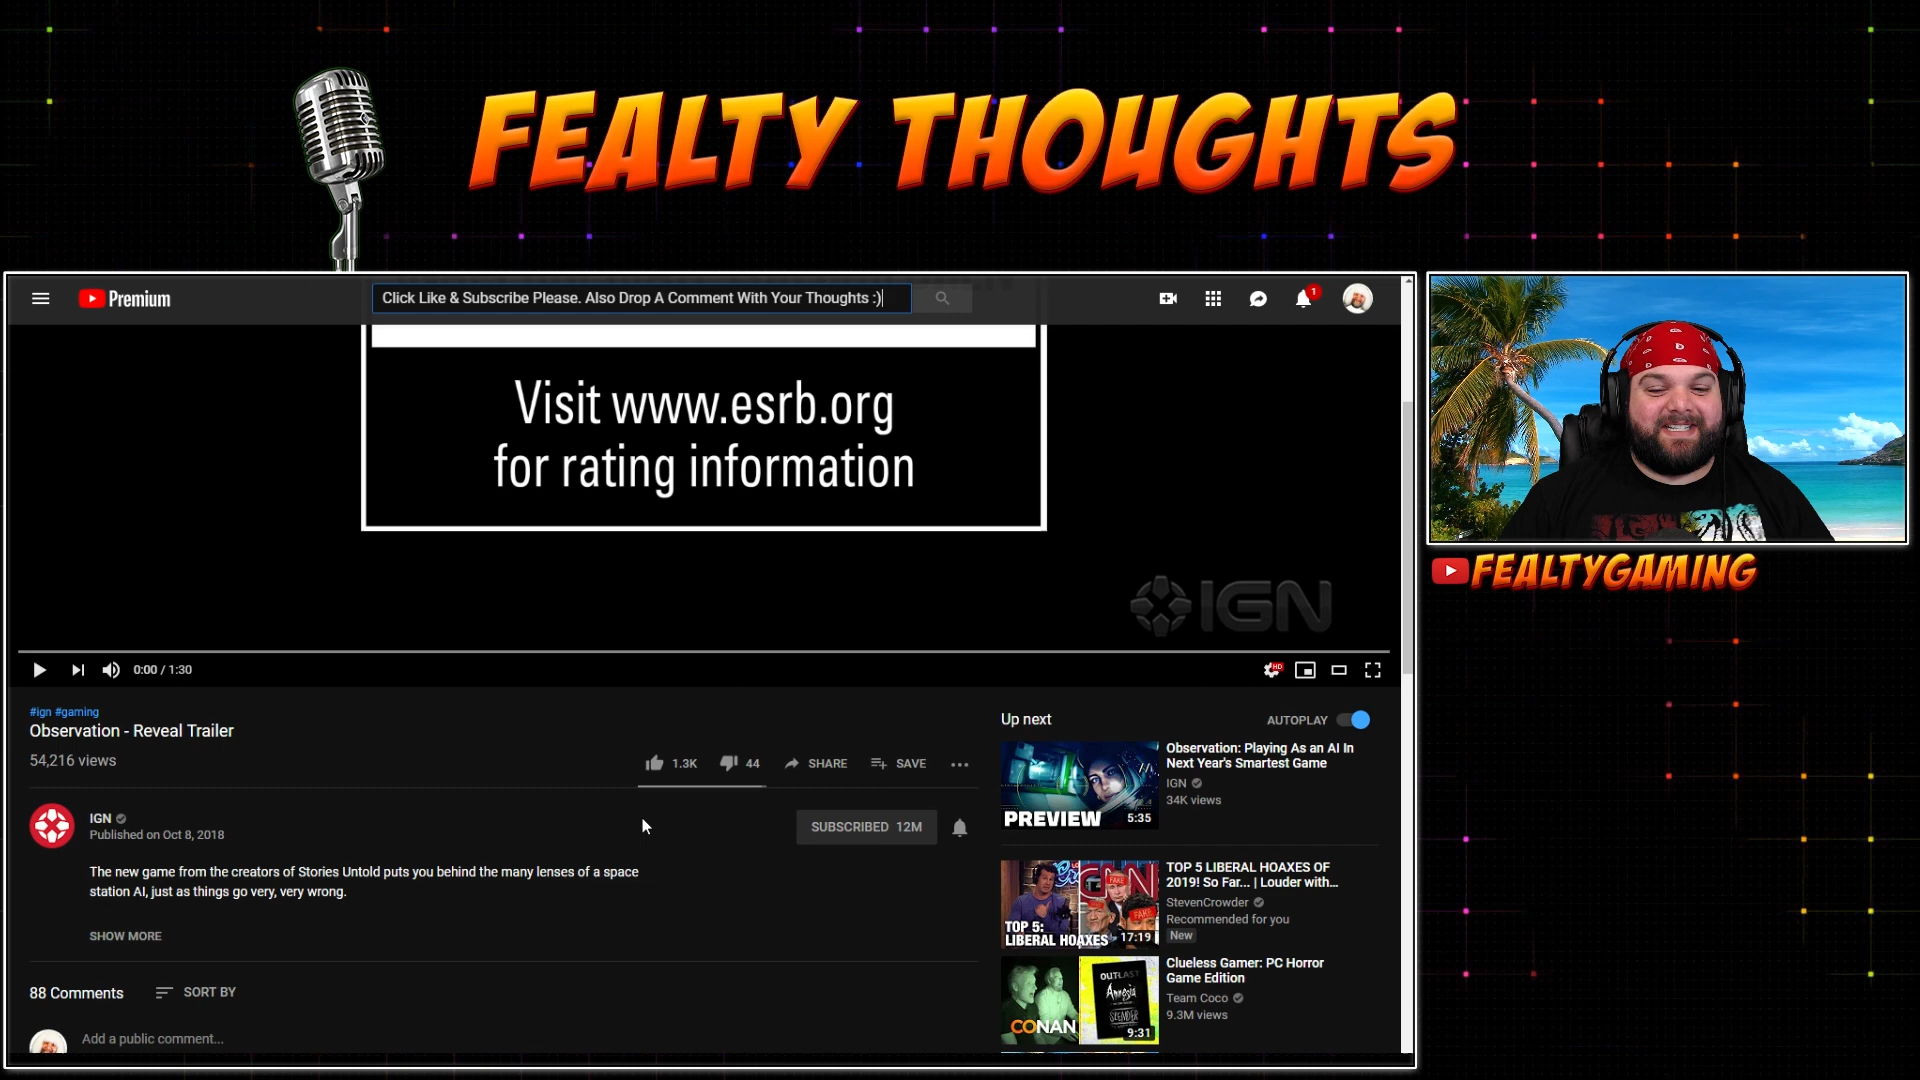 FEALTY THOUGHTS
Premium
Click Like & Subscribe Please. Also Drop A Comment With Your Thoughts :)
1
Visit www.esrb.org
for rating information
IGN
0:00 / 1:30
HD
FEALTYGAMING
#ign #gaming
Observation - Reveal Trailer
54,216 views
1.3K
44
SHARE
SAVE
IGN
Published on Oct 8, 2018
SUBSCRIBED 12M
The new game from the creators of Stories Untold puts you behind the many lenses of a space
station AI, just as things go very, very wrong.
SHOW MORE
88 Comments
SORT BY
Add a public comment...
Up next
AUTOPLAY
PREVIEW
5:35
Observation: Playing As an AI In
Next Year's Smartest Game
IGN
34K views
FAKE
FAKE
TOP 5:
LIBERAL HOAXES
17:19
TOP 5 LIBERAL HOAXES OF
2019! So Far... | Louder with...
StevenCrowder
Recommended for you
New
OUTLAST
Amnesia
SLENDER
CONAN
9:31
Clueless Gamer: PC Horror
Game Edition
Team Coco
9.3M views